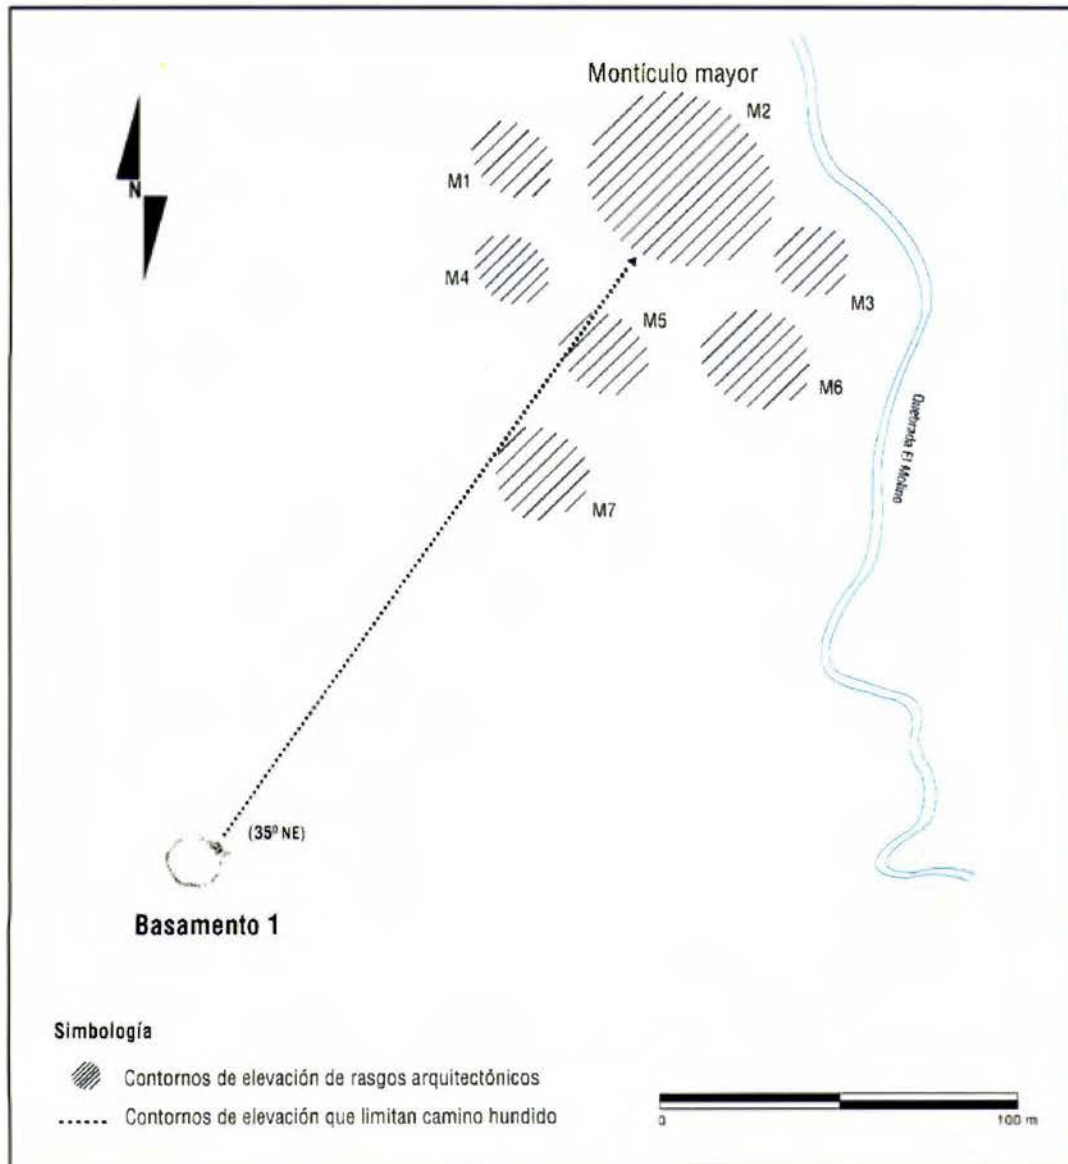 Montículo mayor
M2
M1
N
M4
M3
M5
M6
Quebrada El Molino
M7
(35º NE)
Basamento 1
Simbología
Contornos de elevación de rasgos arquitectónicos
Contornos de elevación que limitan camino hundido
0
100 m